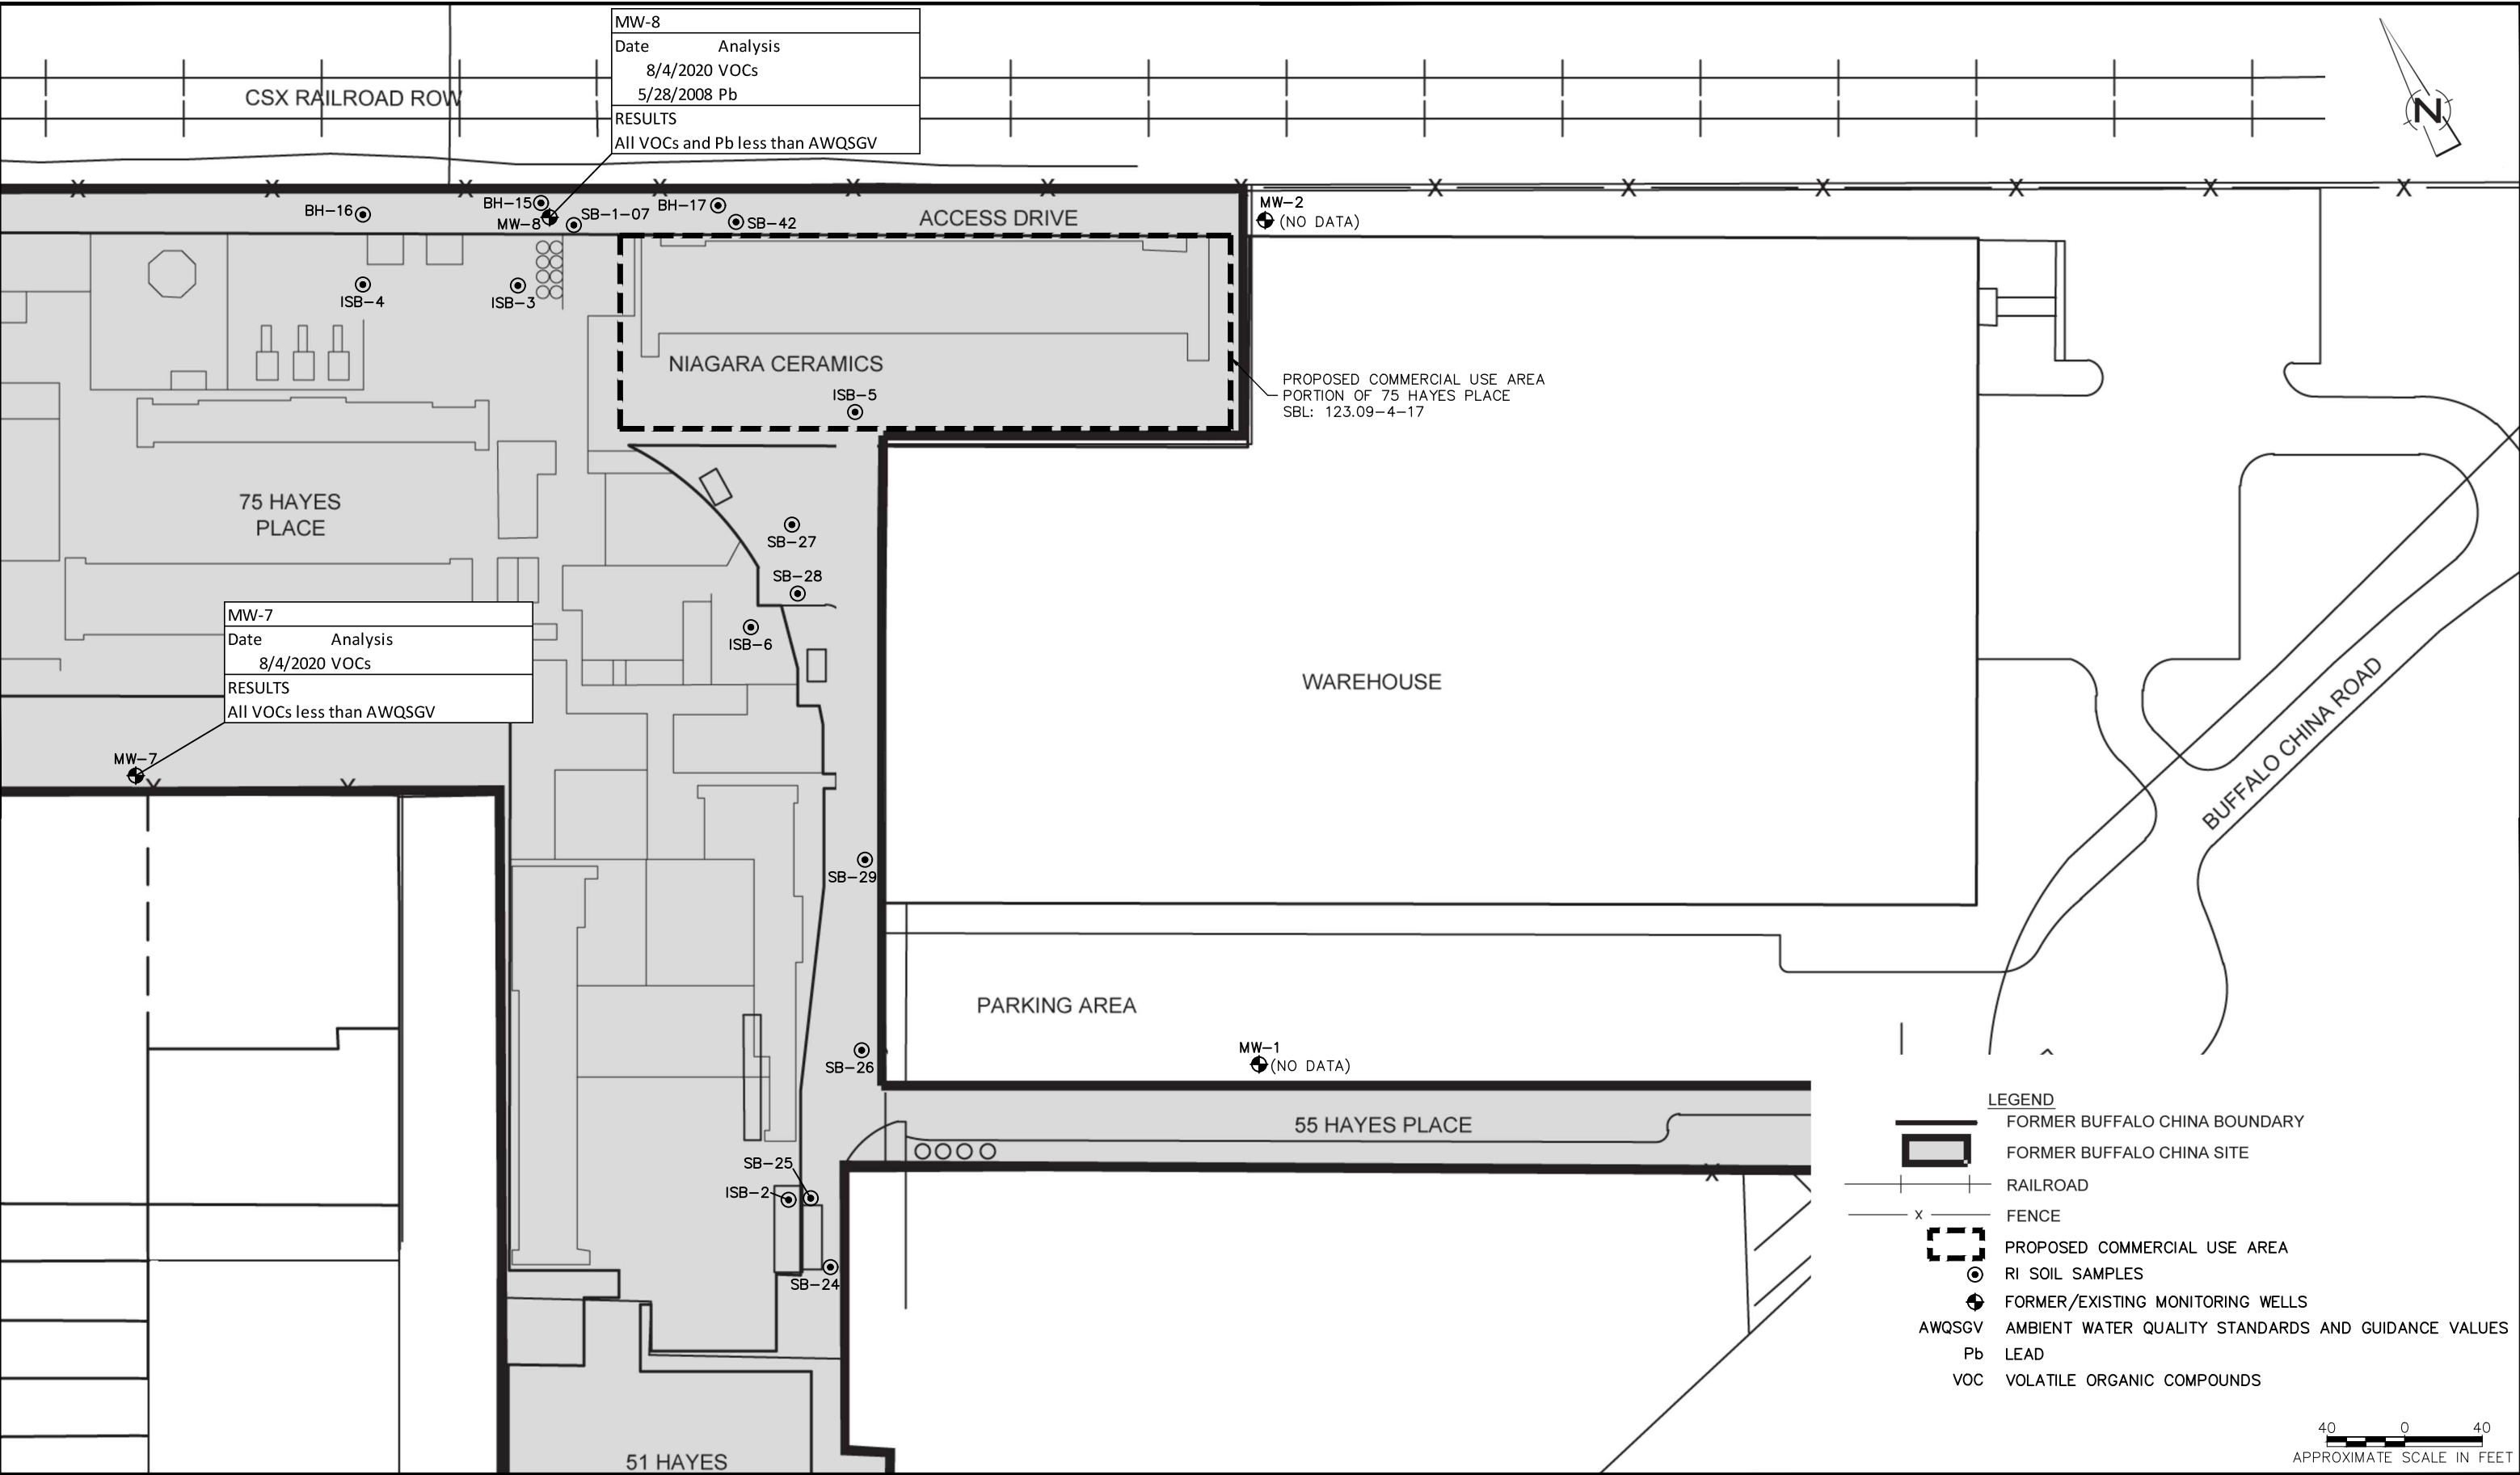 MW-8
Date Analysis
8/4/2020 VOCs
5/28/2008 Pb
RESULTS
All VOCs and Pb less than AWQSGV
CSX RAILROAD ROW
N
BH-16
BH-15
MW-8
SB-1-07
BH-17
SB-42
ACCESS DRIVE
MW-2
(NO DATA)
ISB-4
ISB-3
NIAGARA CERAMICS
ISB-5
PROPOSED COMMERCIAL USE AREA
PORTION OF 75 HAYES PLACE
SBL: 123.09-4-17
75 HAYES
PLACE
SB-27
SB-28
ISB-6
MW-7
Date Analysis
8/4/2020 VOCs
RESULTS
All VOCs less than AWQSGV
MW-7
WAREHOUSE
BUFFALO CHINA ROAD
SB-29
PARKING AREA
SB-26
MW-1
(NO DATA)
55 HAYES PLACE
SB-25
ISB-2
SB-24
51 HAYES
LEGEND
FORMER BUFFALO CHINA BOUNDARY
FORMER BUFFALO CHINA SITE
RAILROAD
X FENCE
PROPOSED COMMERCIAL USE AREA
RI SOIL SAMPLES
FORMER/EXISTING MONITORING WELLS
AWQSGV AMBIENT WATER QUALITY STANDARDS AND GUIDANCE VALUES
Pb LEAD
VOC VOLATILE ORGANIC COMPOUNDS
40 0 40
APPROXIMATE SCALE IN FEET